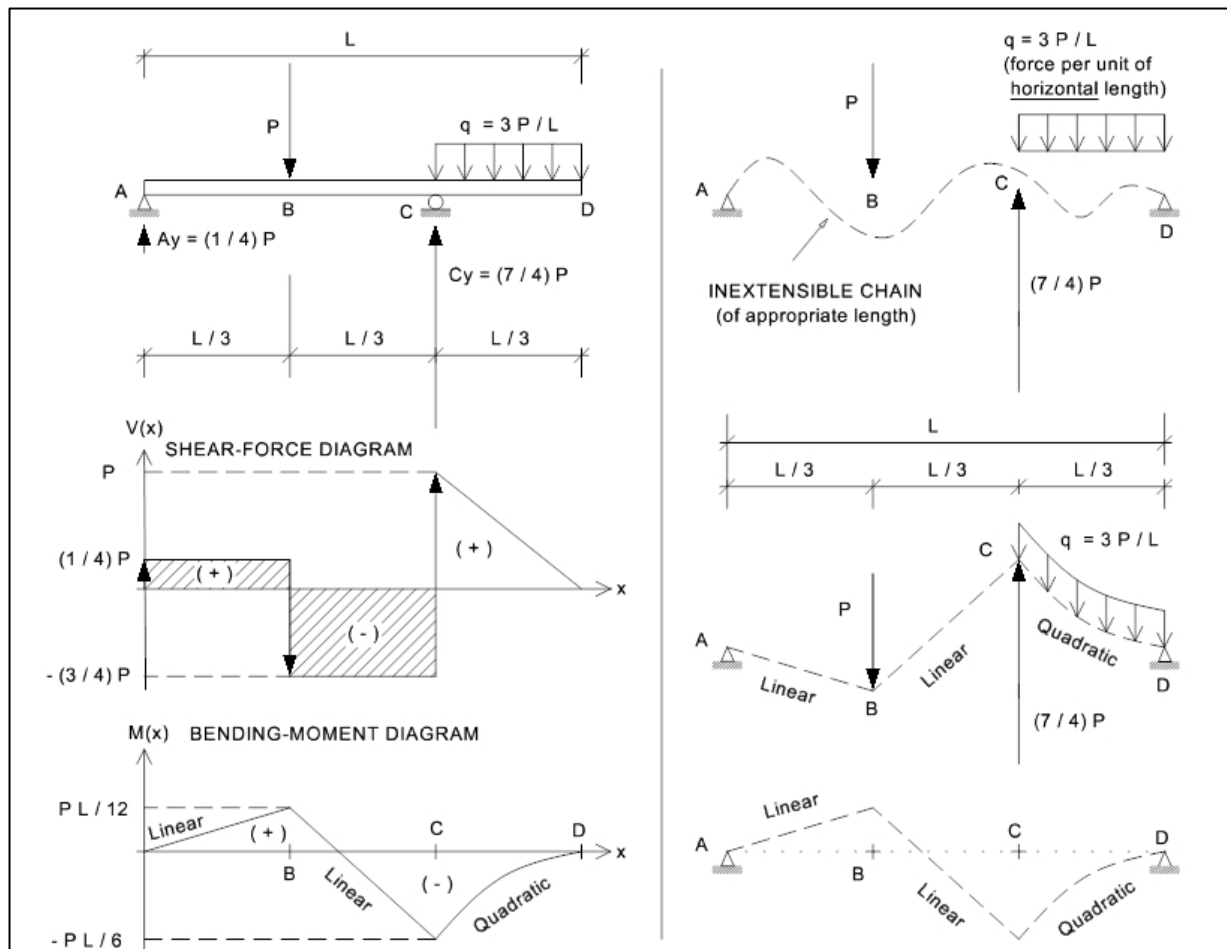 L
P
q = 3 P / L
A
B
C
D
Ay = (1 / 4) P
Cy = (7 / 4) P
L / 3
L / 3
L / 3
V(x)
SHEAR-FORCE DIAGRAM
P
(1 / 4) P
( + )
( + )
x
( - )
- (3 / 4) P
M(x)
BENDING-MOMENT DIAGRAM
P L / 12
Linear
( + )
C
D
x
B
Linear
( - )
Quadratic
- P L / 6
q = 3 P / L
(force per unit of
horizontal length)
P
A
B
C
D
INEXTENSIBLE CHAIN
(of appropriate length)
(7 / 4) P
L
L / 3
L / 3
L / 3
C
q = 3 P / L
P
A
Linear
Linear
Quadratic
B
D
(7 / 4) P
Linear
A
C
D
B
Linear
Quadratic